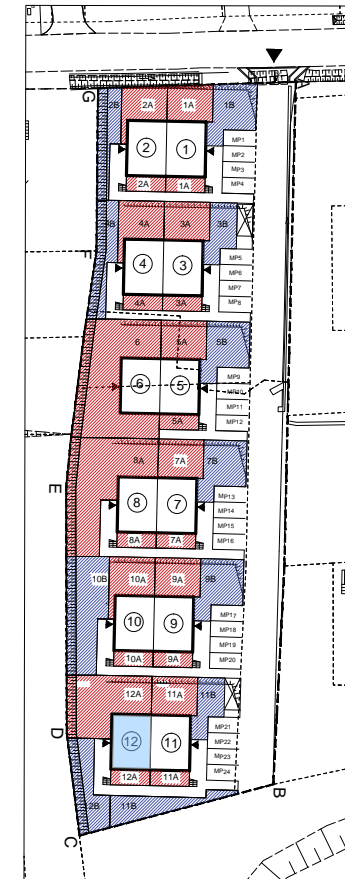 G
2B 2A 1A 1B
2 1
MP1
MP2
MP3
MP4
2A 1A
4A 3A 3B
F
4 3
MP5
MP6
MP7
MP8
4A 3A
6 5A 5B
6 5
MP9
MP10
MP11
MP12
5A
8A 7A 7B
E
8 7
MP13
MP14
MP15
MP16
8A 7A
10B 10A 9A 9B
10 9
MP17
MP18
MP19
MP20
10A 9A
12A 11A 11B
D
12 11
MP21
MP22
MP23
MP24
12A 11A
B
12B 11B
C